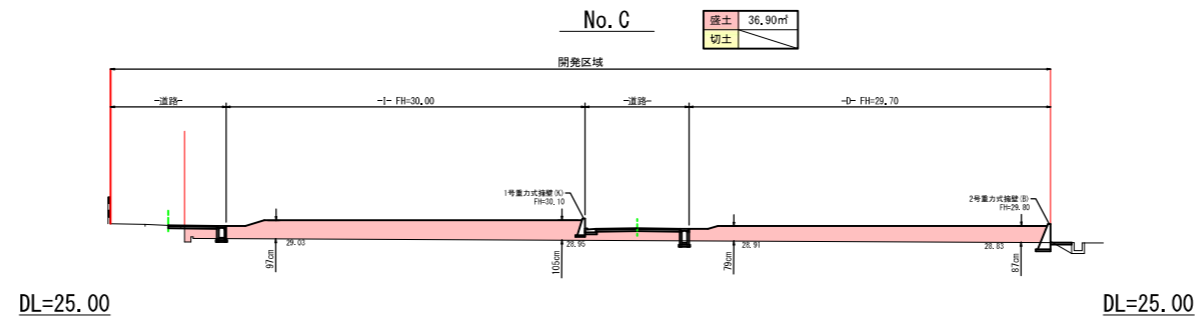 No.C
盛土 36.90㎡
切土
開発区域
-道路-
-I- FH=30.00
-道路-
-D- FH=29.70
1号重力式擁壁(K)
FH=30.10
2号重力式擁壁(B)
FH=29.80
29.03
28.95
28.91
28.83
97cm
105cm
79cm
87cm
DL=25.00
DL=25.00